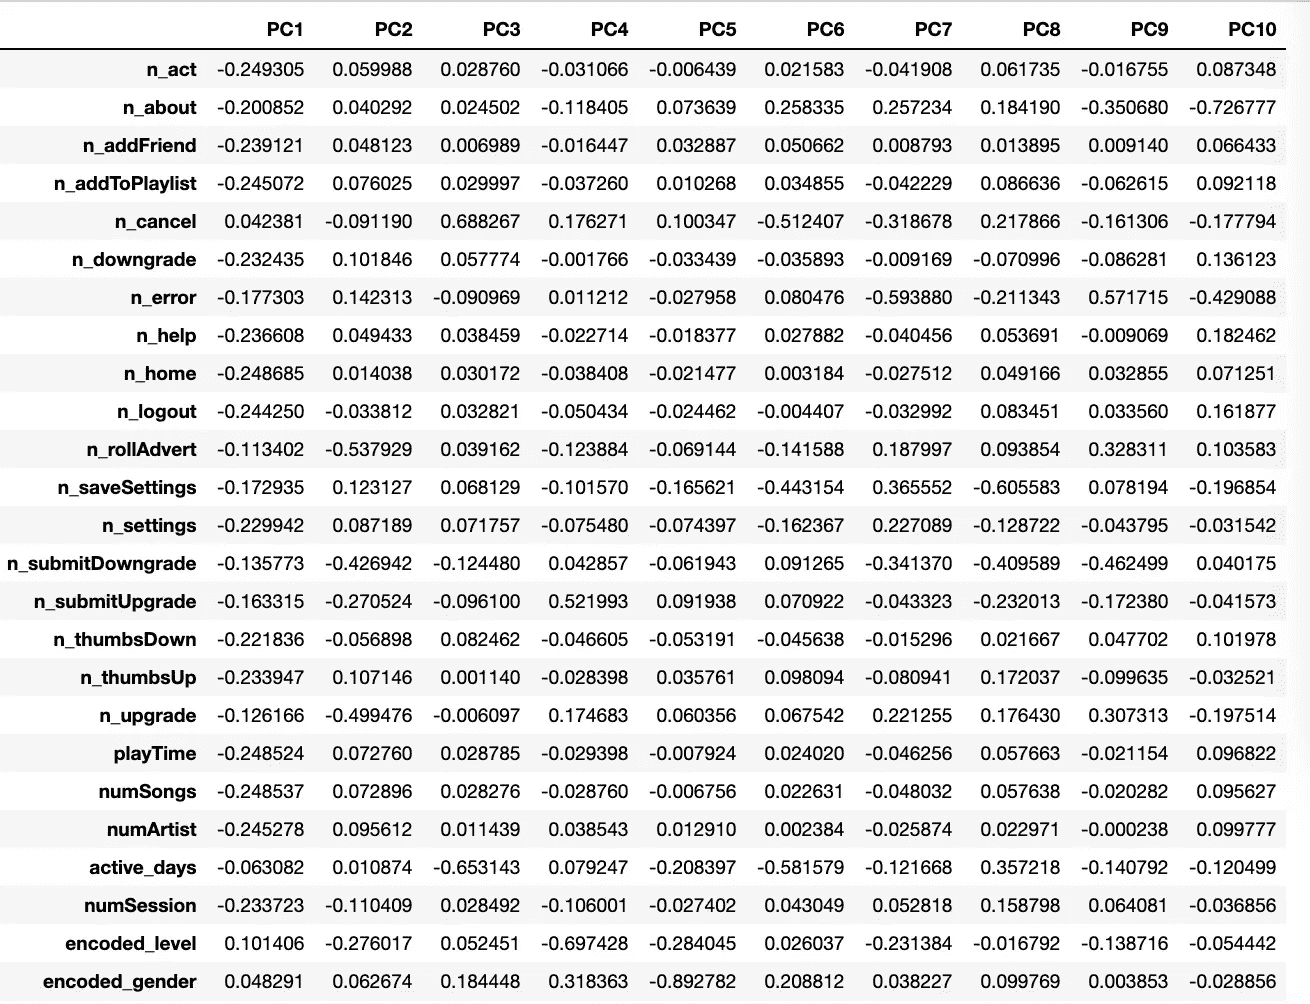 PC1 PC2 PC3 PC4 PC5 PC6 PC7 PC8 PC9 PC10
n_act -0.249305 0.059988 0.028760 -0.031066 -0.006439 0.021583 -0.041908 0.061735 -0.016755 0.087348
n_about -0.200852 0.040292 0.024502 -0.118405 0.073639 0.258335 0.257234 0.184190 -0.350680 -0.726777
n_addFriend -0.239121 0.048123 0.006989 -0.016447 0.032887 0.050662 0.008793 0.013895 0.009140 0.066433
n_addToPlaylist -0.245072 0.076025 0.029997 -0.037260 0.010268 0.034855 -0.042229 0.086636 -0.062615 0.092118
n_cancel 0.042381 -0.091190 0.688267 0.176271 0.100347 -0.512407 -0.318678 0.217866 -0.161306 -0.177794
n_downgrade -0.232435 0.101846 0.057774 -0.001766 -0.033439 -0.035893 -0.009169 -0.070996 -0.086281 0.136123
n_error -0.177303 0.142313 -0.090969 0.011212 -0.027958 0.080476 -0.593880 -0.211343 0.571715 -0.429088
n_help -0.236608 0.049433 0.038459 -0.022714 -0.018377 0.027882 -0.040456 0.053691 -0.009069 0.182462
n_home -0.248685 0.014038 0.030172 -0.038408 -0.021477 0.003184 -0.027512 0.049166 0.032855 0.071251
n_logout -0.244250 -0.033812 0.032821 -0.050434 -0.024462 -0.004407 -0.032992 0.083451 0.033560 0.161877
n_rollAdvert -0.113402 -0.537929 0.039162 -0.123884 -0.069144 -0.141588 0.187997 0.093854 0.328311 0.103583
n_saveSettings -0.172935 0.123127 0.068129 -0.101570 -0.165621 -0.443154 0.365552 -0.605583 0.078194 -0.196854
n_settings -0.229942 0.087189 0.071757 -0.075480 -0.074397 -0.162367 0.227089 -0.128722 -0.043795 -0.031542
n_submitDowngrade -0.135773 -0.426942 -0.124480 0.042857 -0.061943 0.091265 -0.341370 -0.409589 -0.462499 0.040175
n_submitUpgrade -0.163315 -0.270524 -0.096100 0.521993 0.091938 0.070922 -0.043323 -0.232013 -0.172380 -0.041573
n_thumbsDown -0.221836 -0.056898 0.082462 -0.046605 -0.053191 -0.045638 -0.015296 0.021667 0.047702 0.101978
n_thumbsUp -0.233947 0.107146 0.001140 -0.028398 0.035761 0.098094 -0.080941 0.172037 -0.099635 -0.032521
n_upgrade -0.126166 -0.499476 -0.006097 0.174683 0.060356 0.067542 0.221255 0.176430 0.307313 -0.197514
playTime -0.248524 0.072760 0.028785 -0.029398 -0.007924 0.024020 -0.046256 0.057663 -0.021154 0.096822
numSongs -0.248537 0.072896 0.028276 -0.028760 -0.006756 0.022631 -0.048032 0.057638 -0.020282 0.095627
numArtist -0.245278 0.095612 0.011439 0.038543 0.012910 0.002384 -0.025874 0.022971 -0.000238 0.099777
active_days -0.063082 0.010874 -0.653143 0.079247 -0.208397 -0.581579 -0.121668 0.357218 -0.140792 -0.120499
numSession -0.233723 -0.110409 0.028492 -0.106001 -0.027402 0.043049 0.052818 0.158798 0.064081 -0.036856
encoded_level 0.101406 -0.276017 0.052451 -0.697428 -0.284045 0.026037 -0.231384 -0.016792 -0.138716 -0.054442
encoded_gender 0.048291 0.062674 0.184448 0.318363 -0.892782 0.208812 0.038227 0.099769 0.003853 -0.028856